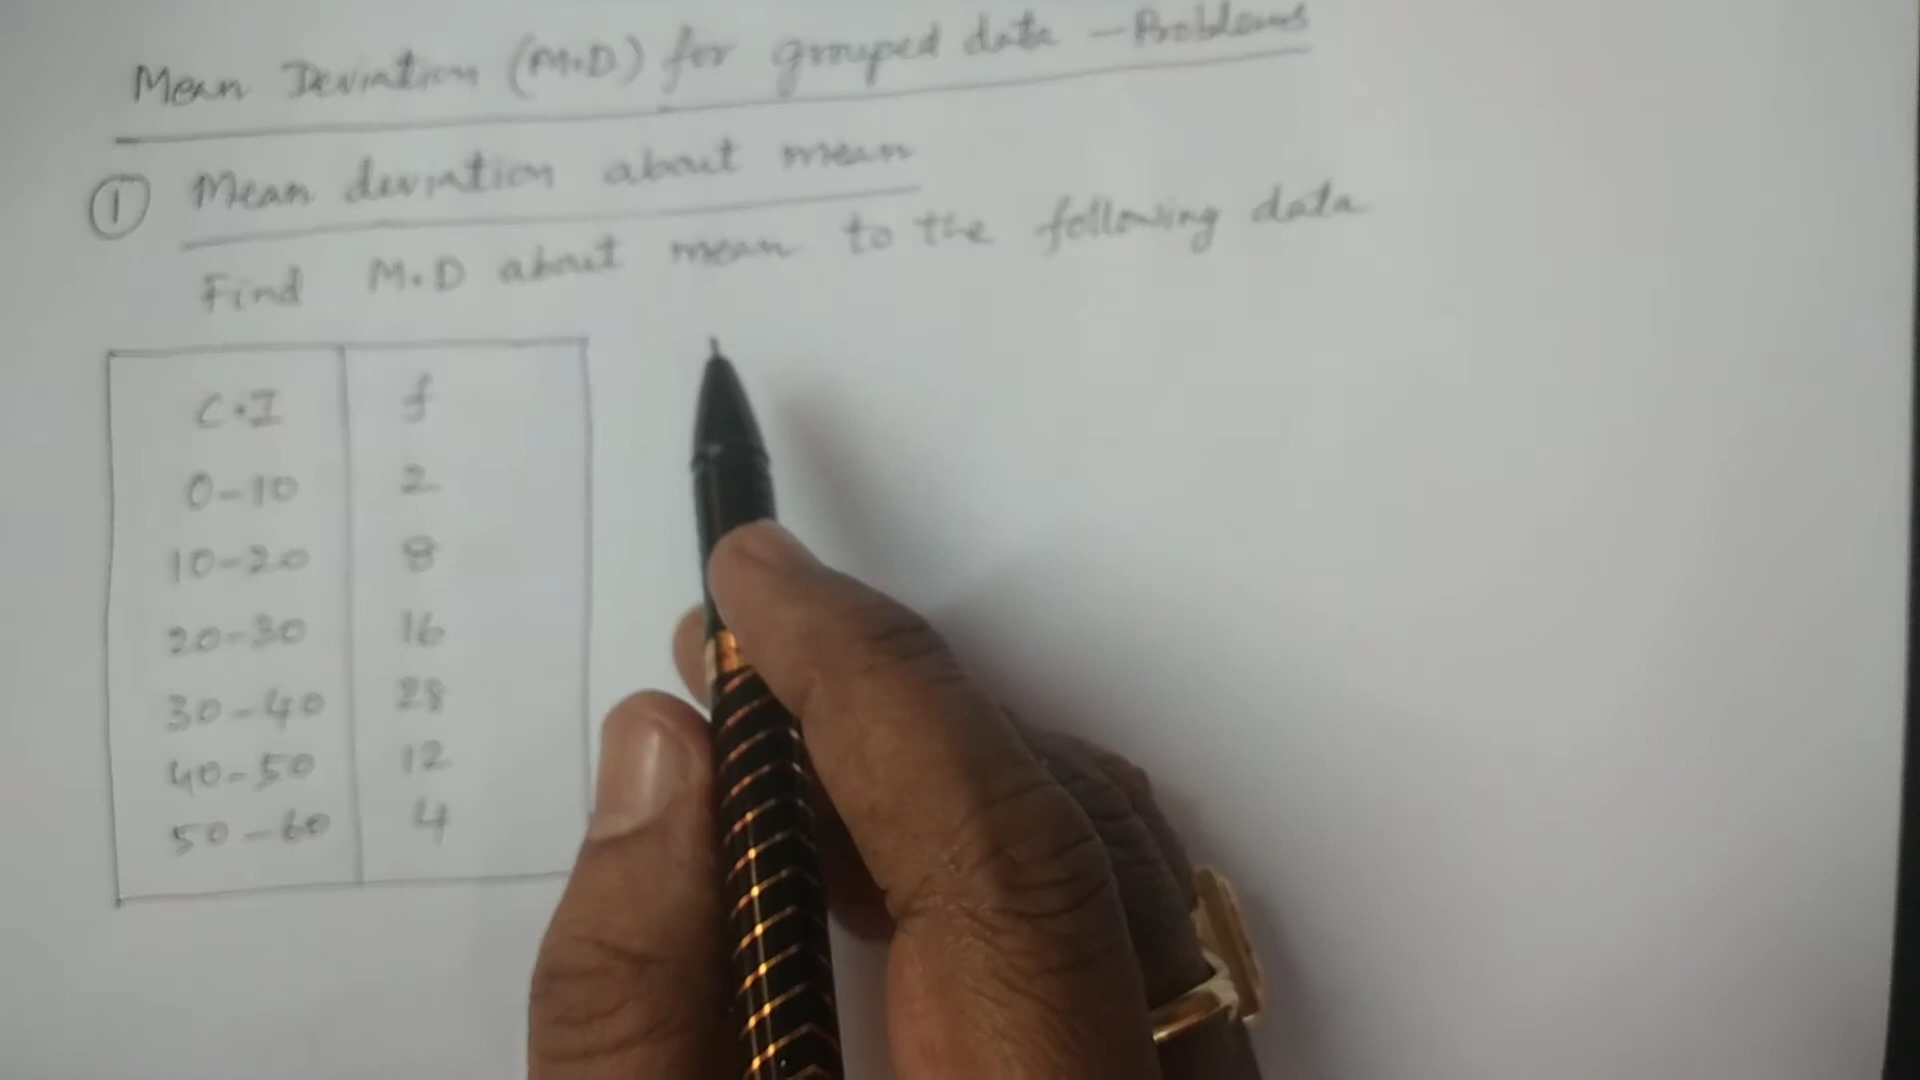 Mean Deviation (M.D) for grouped data - Problems
① Mean deviation about mean
Find M.D about mean to the following data
C.I f
0-10 2
10-20 8
20-30 16
30-40 28
40-50 12
50-60 4